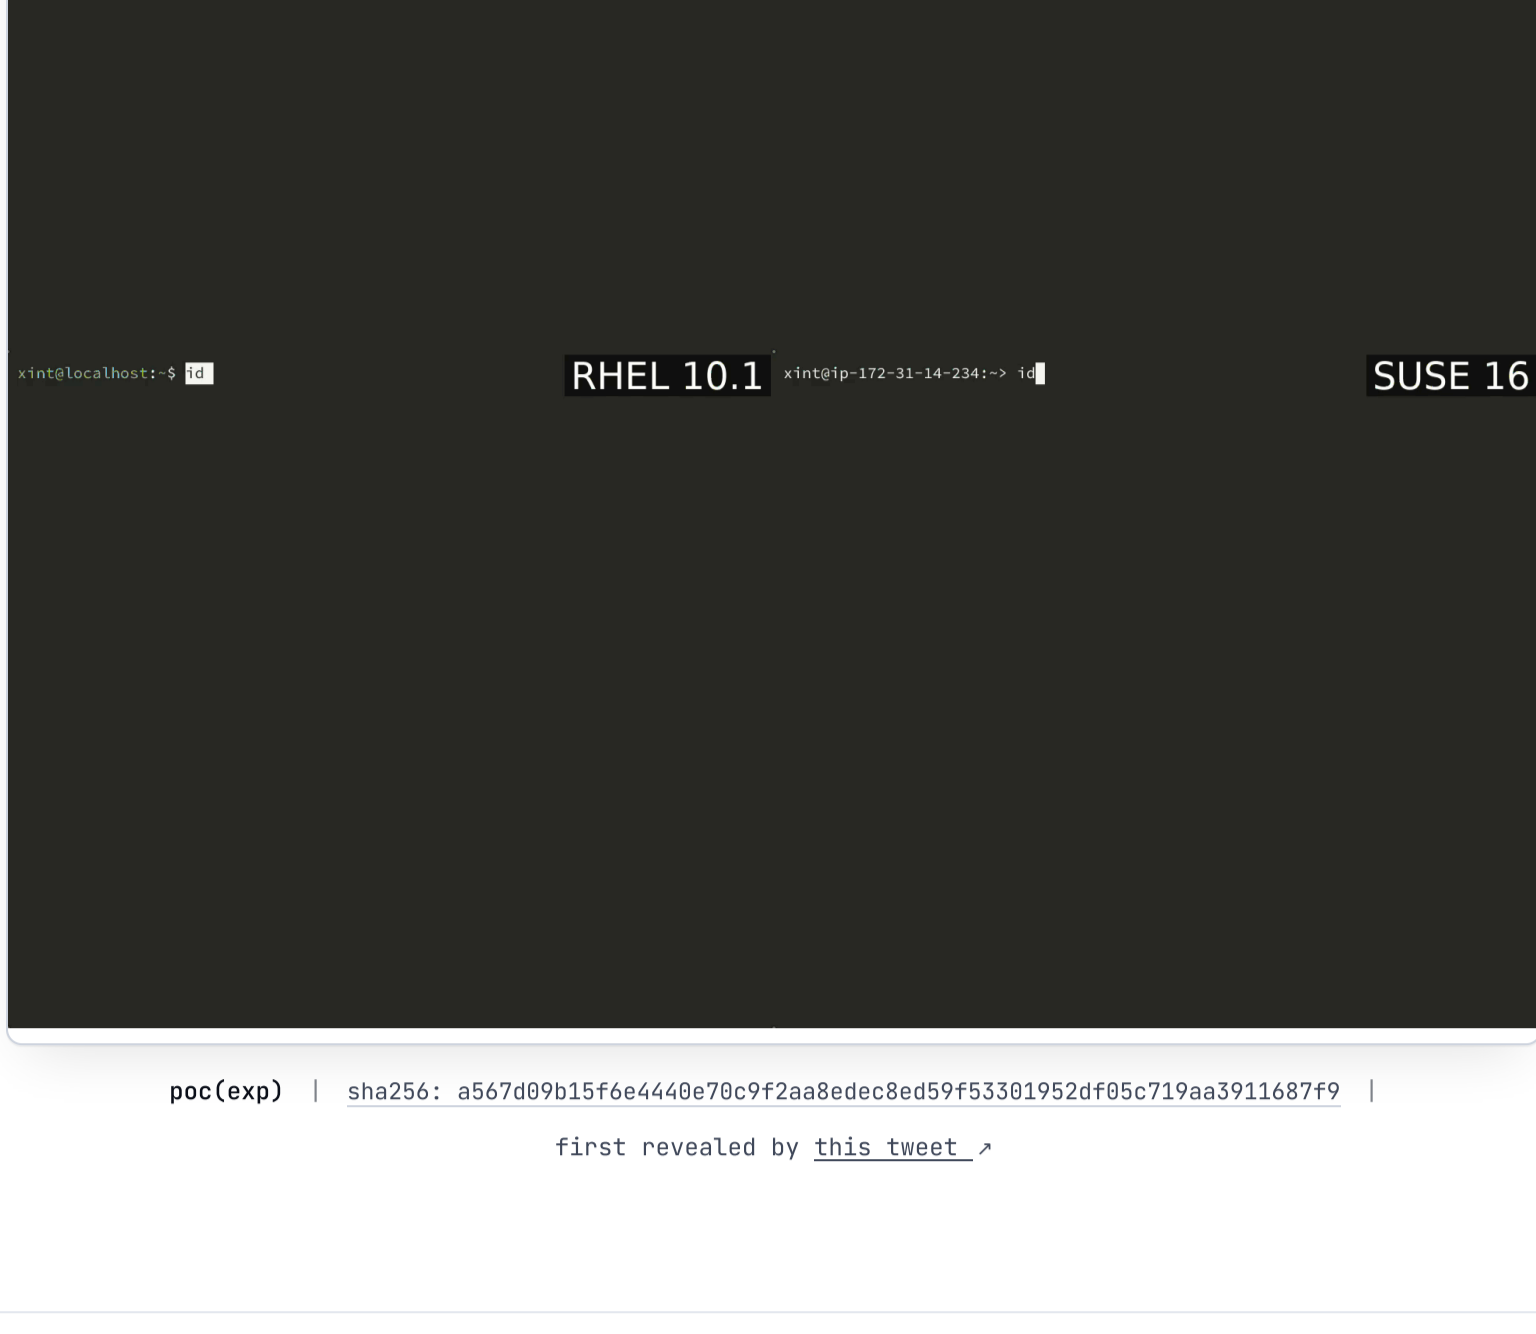 xint@localhost:~$ id
RHEL 10.1
xint@ip-172-31-14-234:~> id
SUSE 16
poc(exp) | sha256: a567d09b15f6e4440e70c9f2aa8edec8ed59f53301952df05c719aa3911687f9 |
first revealed by this tweet ↗